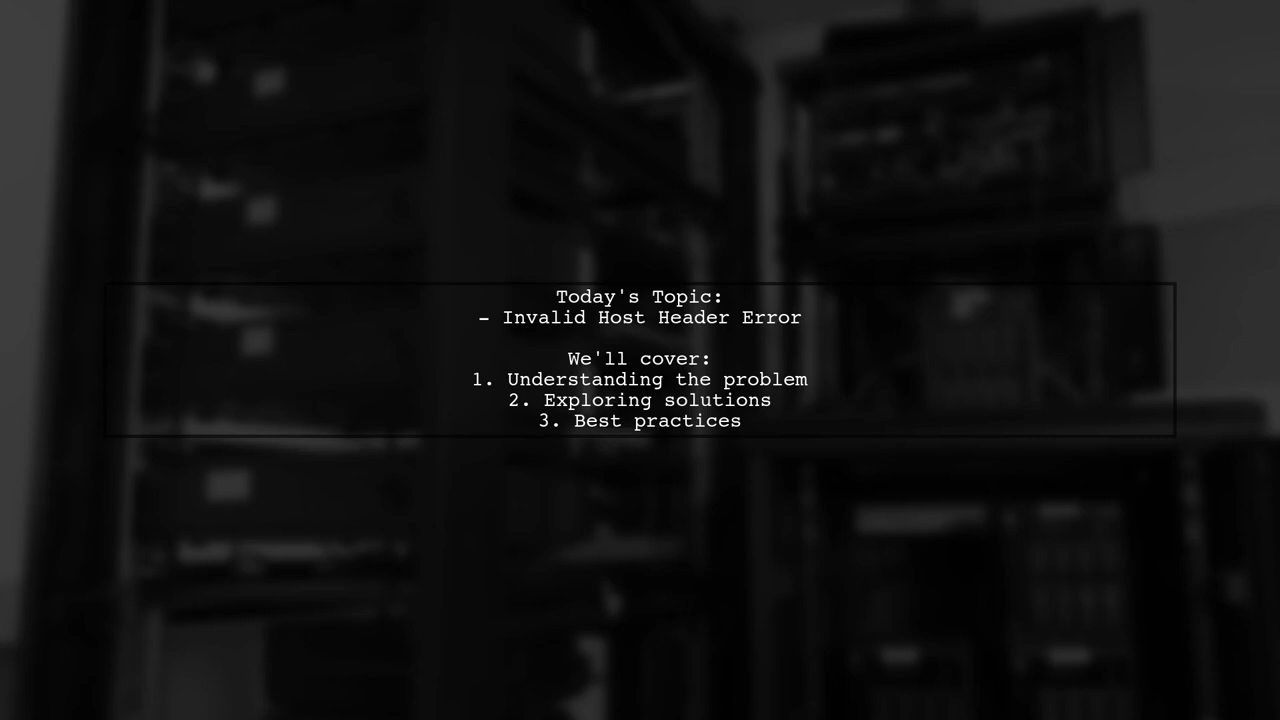 Today's Topic:
- Invalid Host Header Error
We'll cover:
1. Understanding the problem
2. Exploring solutions
3. Best practices